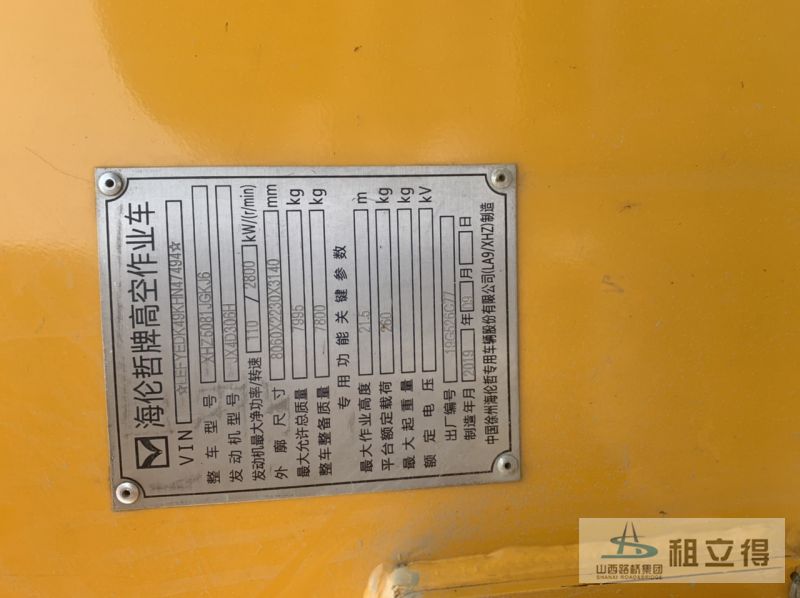 海伦哲牌高空作业车
VIN ☆LEFYEDK49KHN47494☆
整车型号 XHZ5081JGKJ6
发动机型号 JX4D306H
发动机最大净功率/转速 110 / 2800 kW/(r/min)
外廓尺寸 8060X2230X3140 mm
最大允许总质量 7995 kg
整车整备质量 7800 kg
专用功能关键参数
最大作业高度 21.5 m
平台额定载荷 260 kg
最大起重量 kg
额定电压 kV
出厂编号
制造年月 2019 年 09 月 日
中国徐州海伦哲专用车辆股份有限公司(LA9/XHZ)制造
山西路桥集团
SHANXI ROAD&BRIDGE
租立得